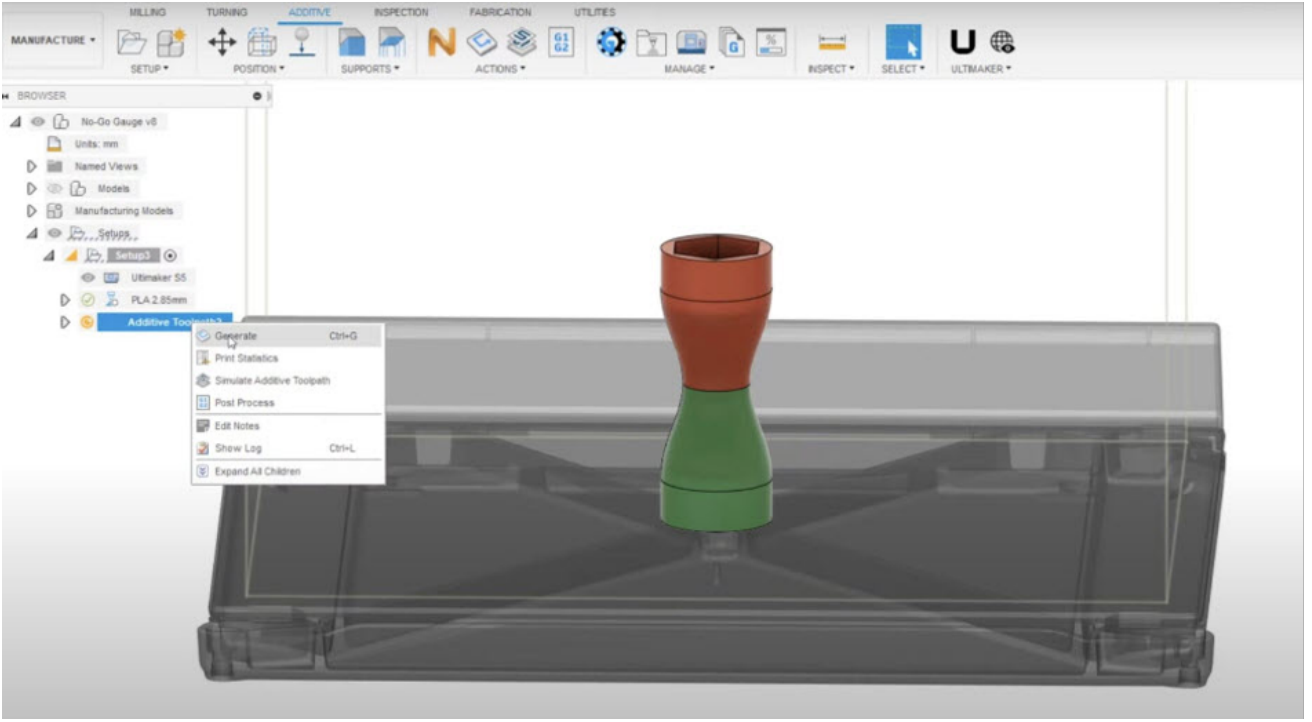 MILLING TURNING ADDITIVE INSPECTION FABRICATION UTILITIES
MANUFACTURE
G1
G2
G
%
SETUP POSITION SUPPORTS ACTIONS MANAGE INSPECT SELECT ULTIMAKER
BROWSER
No-Go Gauge v8
Units: mm
Named Views
Models
Manufacturing Models
Setups
Setup3
Ultimaker S5
PLA 2.85mm
Additive Toolpath3
Generate Ctrl+G
Print Statistics
Simulate Additive Toolpath
Post Process
Edit Notes
Show Log Ctrl+L
Expand All Children